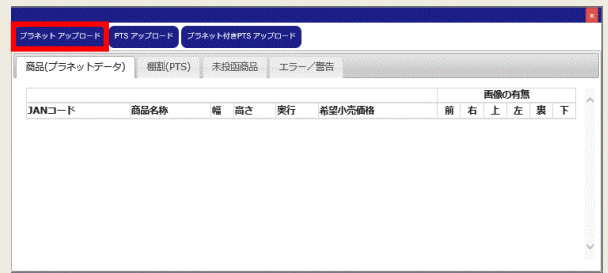 プラネット アップロード PTS アップロード プラネット付きPTS アップロード
商品(プラネットデータ) 棚割(PTS) 未投函商品 エラー／警告
画像の有無
JANコード 商品名称 幅 高さ 奥行 希望小売価格 前 右 上 左 裏 下